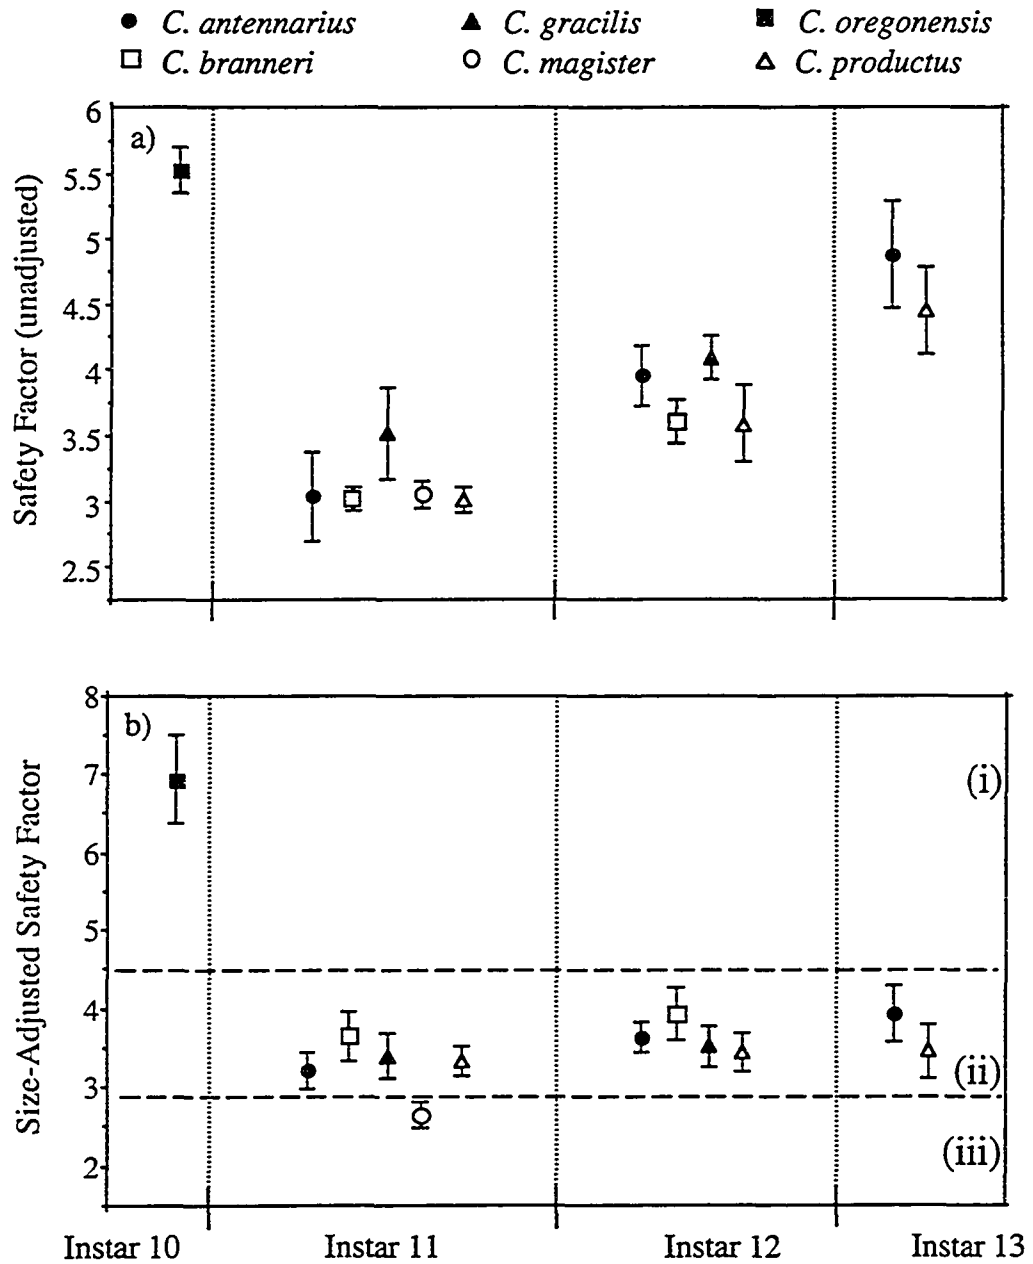 C. antennarius C. gracilis C. oregonensis
C. branneri C. magister C. productus
a)
Safety Factor (unadjusted)
6
5.5
5
4.5
4
3.5
3
2.5
b)
Size-Adjusted Safety Factor
8
7
6
5
4
3
2
(i)
(ii)
(iii)
Instar 10 Instar 11 Instar 12 Instar 13